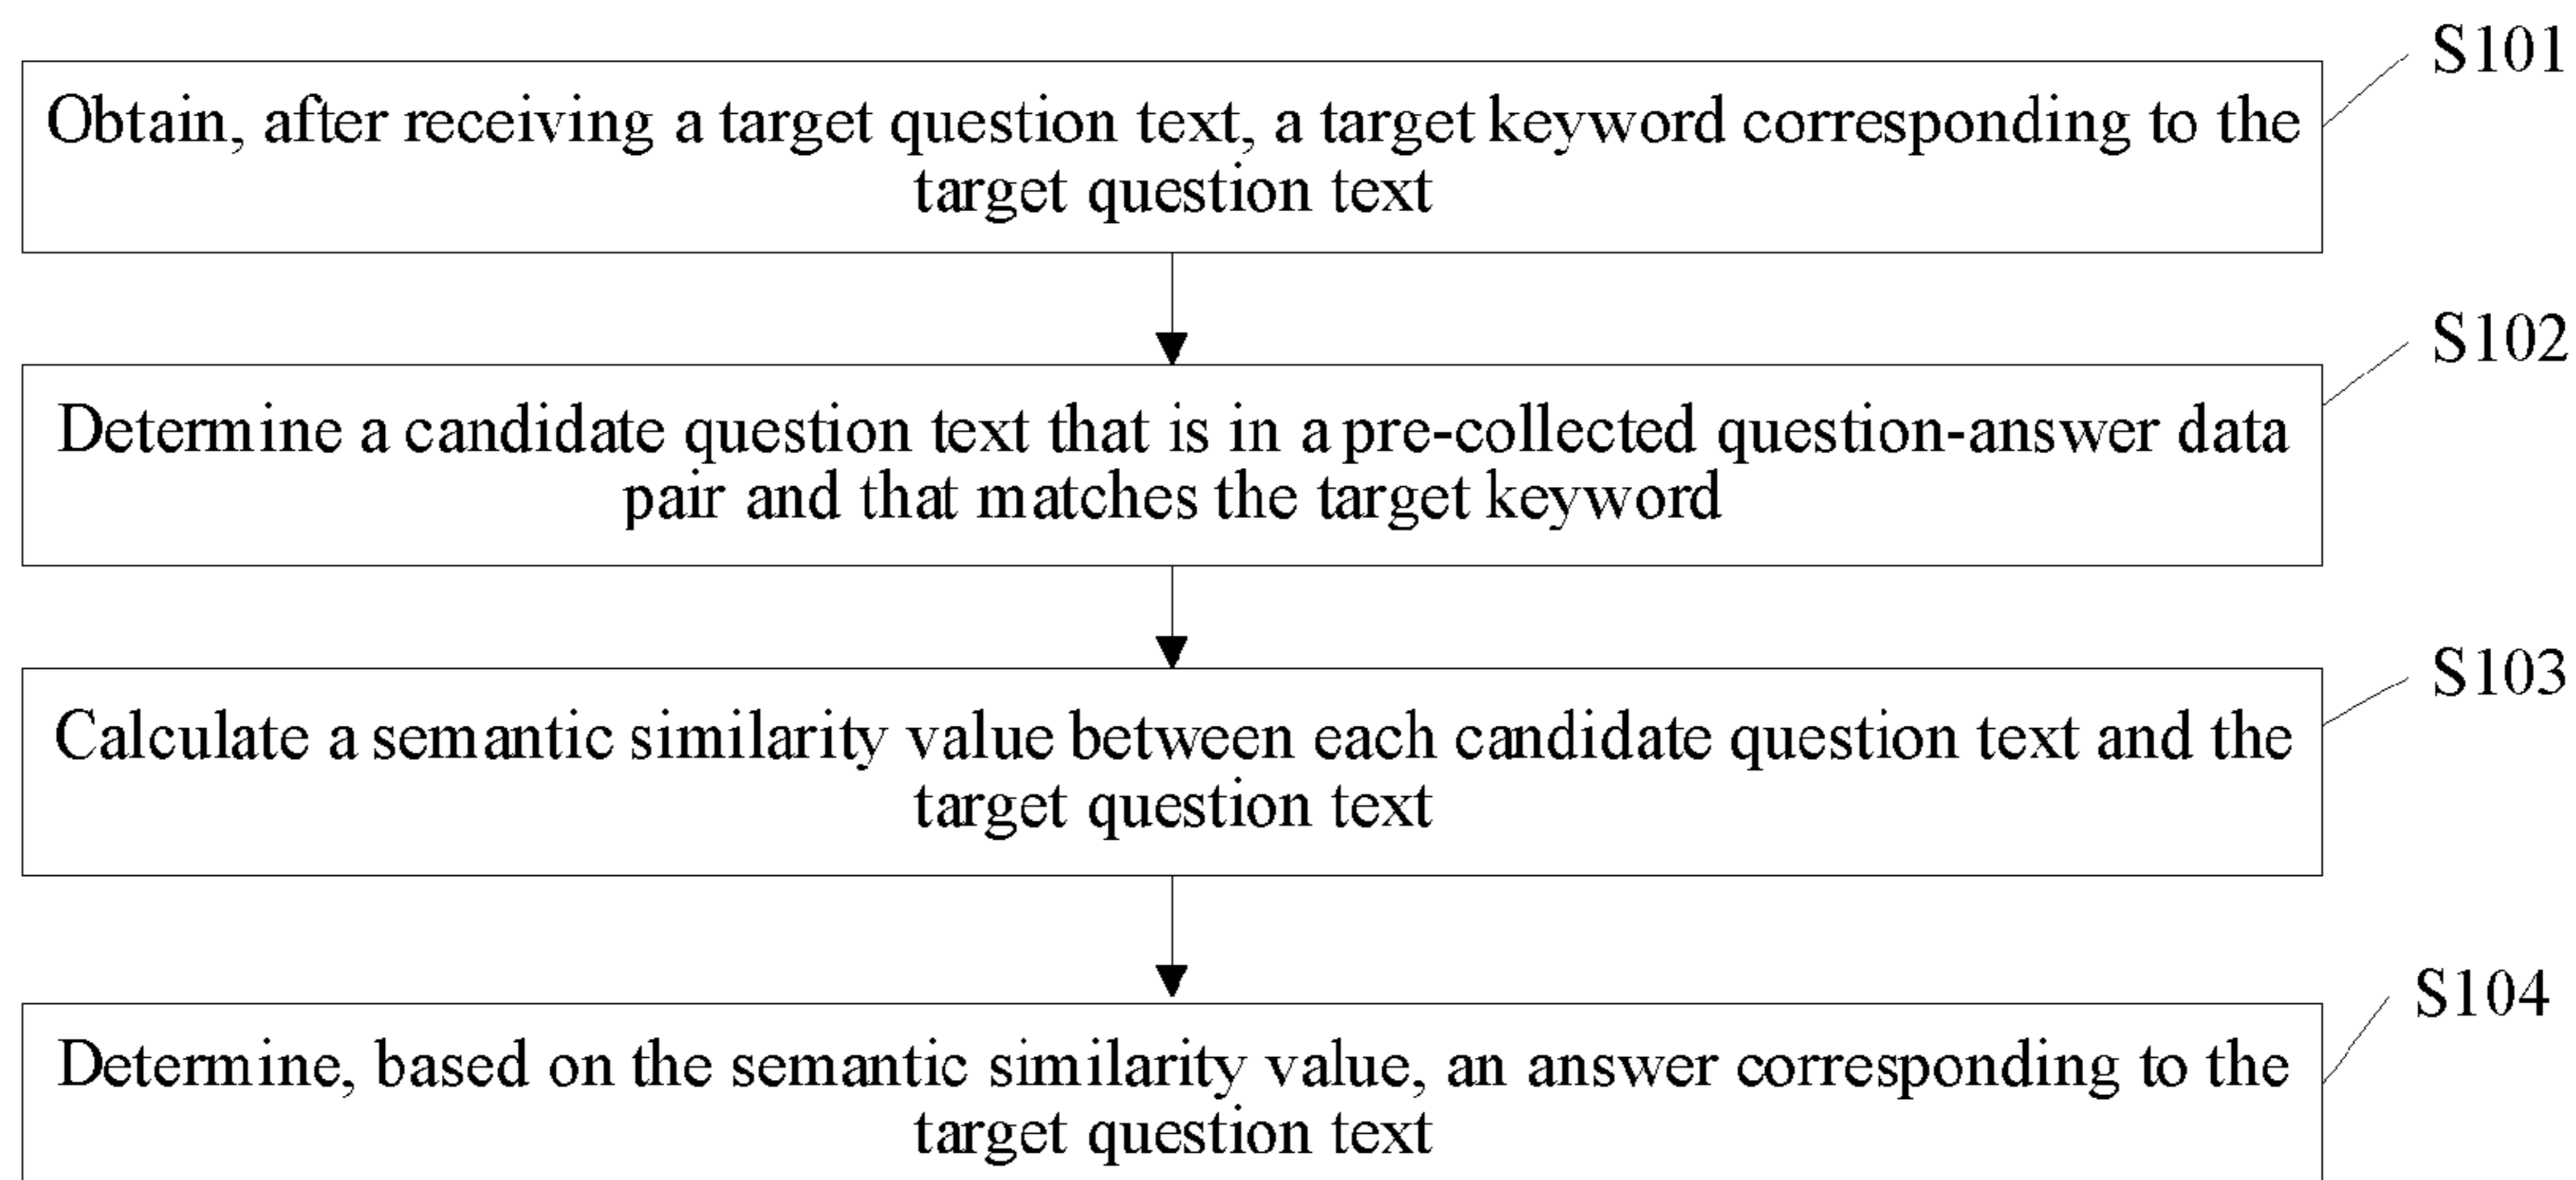 S101
Obtain, after receiving a target question text, a target keyword corresponding to the
target question text
S102
Determine a candidate question text that is in a pre-collected question-answer data
pair and that matches the target keyword
S103
Calculate a semantic similarity value between each candidate question text and the
target question text
S104
Determine, based on the semantic similarity value, an answer corresponding to the
target question text